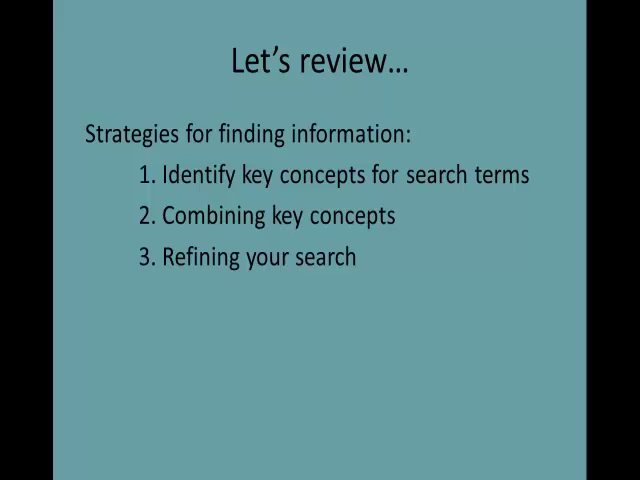 Let’s review…
Strategies for finding information:
1. Identify key concepts for search terms
2. Combining key concepts
3. Refining your search